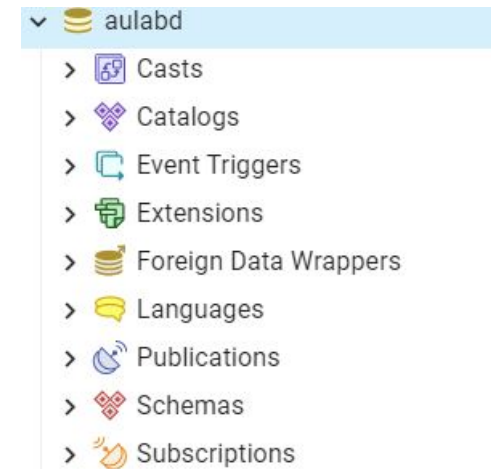 aulabd
Casts
Catalogs
Event Triggers
Extensions
Foreign Data Wrappers
Languages
Publications
Schemas
Subscriptions